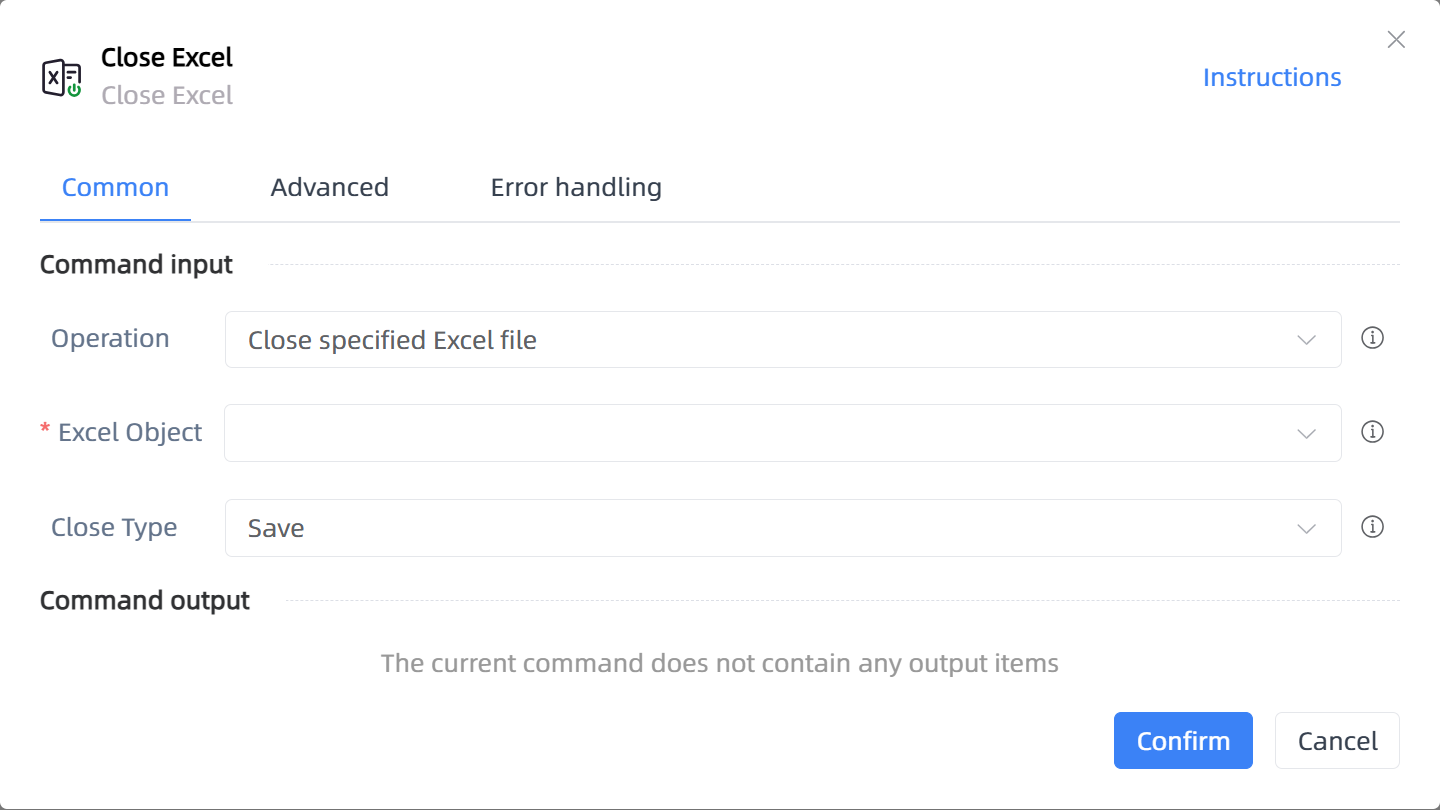 Close Excel
Close Excel
Instructions
Common
Advanced
Error handling
Command input
Operation
Close specified Excel file
* Excel Object
Close Type
Save
Command output
The current command does not contain any output items
Confirm
Cancel